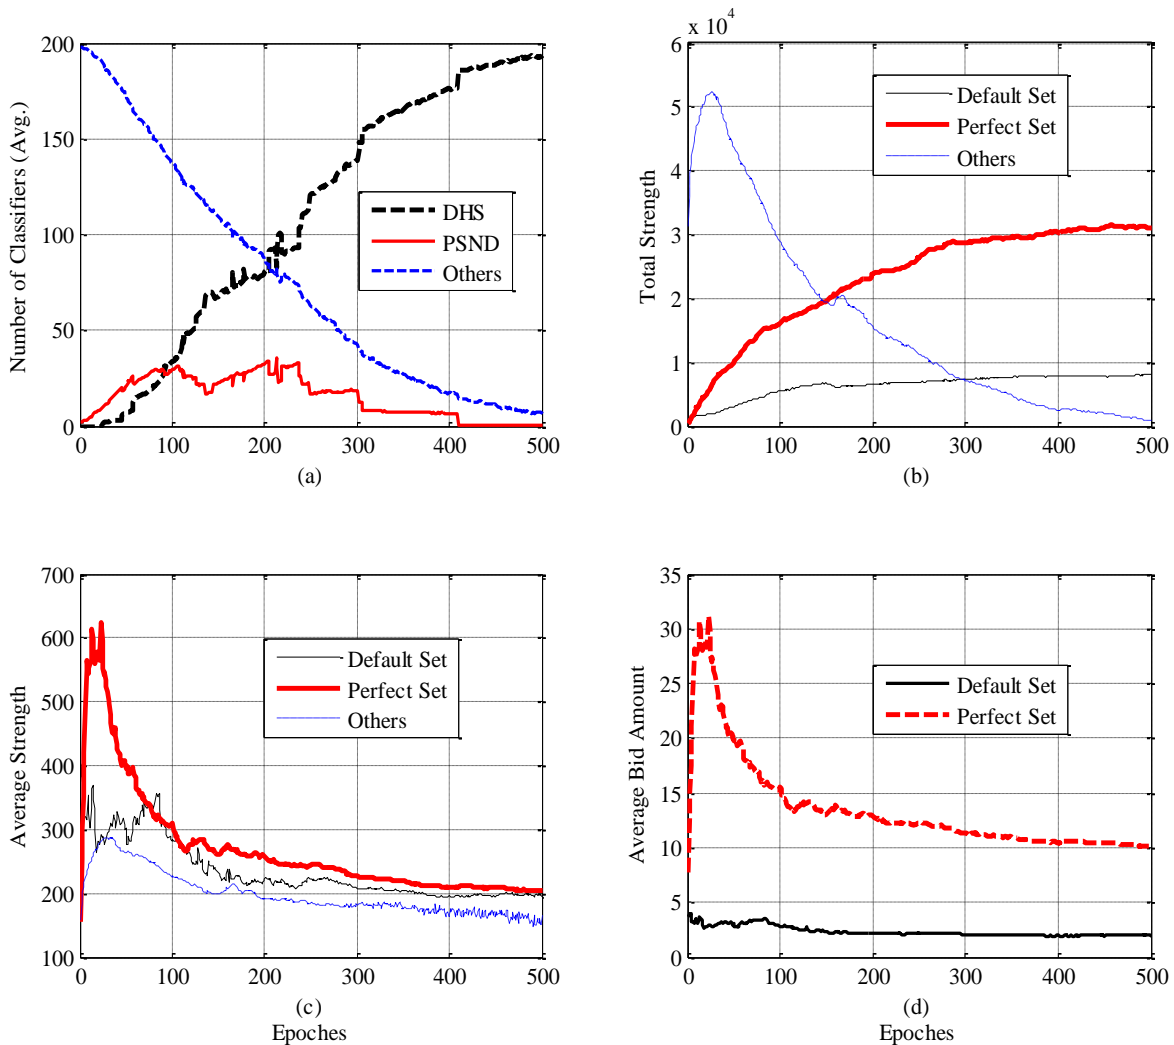 200
150
100
50
0
0 100 200 300 400 500
Number of Classifiers (Avg.)
DHS
PSND
Others
(a)
x 10^4
6
5
4
3
2
1
0
0 100 200 300 400 500
Total Strength
Default Set
Perfect Set
Others
(b)
700
600
500
400
300
200
100
0 100 200 300 400 500
Average Strength
Default Set
Perfect Set
Others
(c)
Epoches
35
30
25
20
15
10
5
0
0 100 200 300 400 500
Average Bid Amount
Default Set
Perfect Set
(d)
Epoches